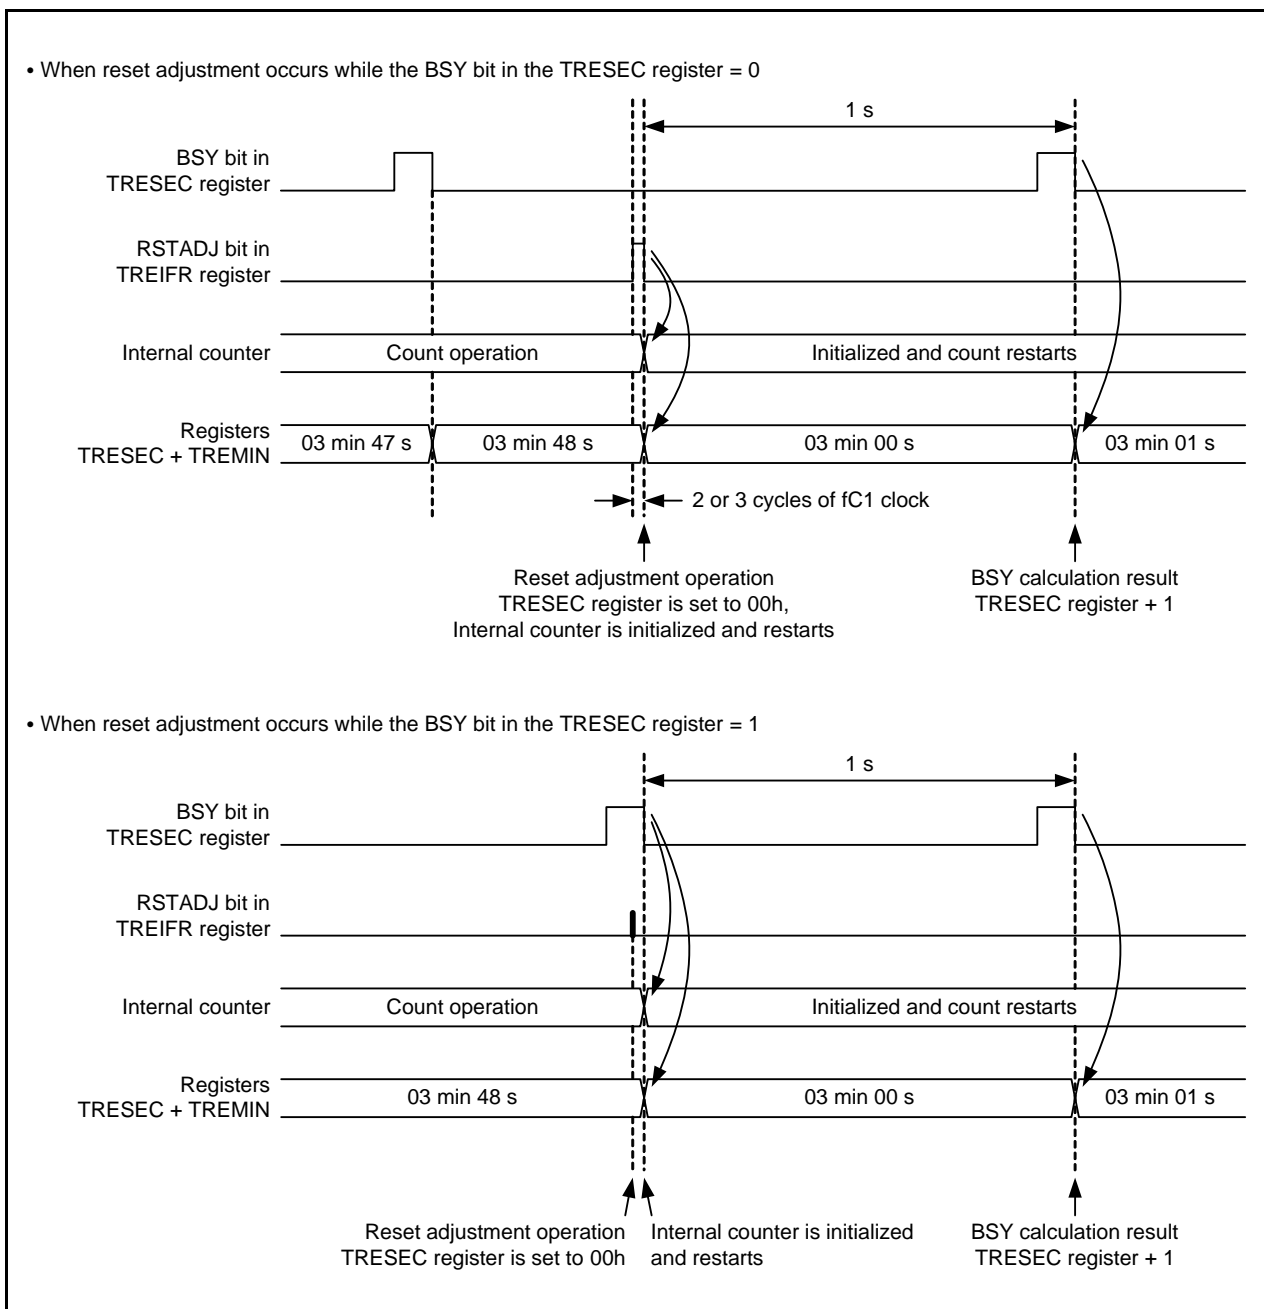 • When reset adjustment occurs while the BSY bit in the TRESEC register = 0
1 s
BSY bit in
TRESEC register
RSTADJ bit in
TREIFR register
Internal counter
Count operation
Initialized and count restarts
Registers
TRESEC + TREMIN
03 min 47 s
03 min 48 s
03 min 00 s
03 min 01 s
2 or 3 cycles of fC1 clock
Reset adjustment operation
TRESEC register is set to 00h,
Internal counter is initialized and restarts
BSY calculation result
TRESEC register + 1
• When reset adjustment occurs while the BSY bit in the TRESEC register = 1
1 s
BSY bit in
TRESEC register
RSTADJ bit in
TREIFR register
Internal counter
Count operation
Initialized and count restarts
Registers
TRESEC + TREMIN
03 min 48 s
03 min 00 s
03 min 01 s
Reset adjustment operation
TRESEC register is set to 00h
Internal counter is initialized
and restarts
BSY calculation result
TRESEC register + 1